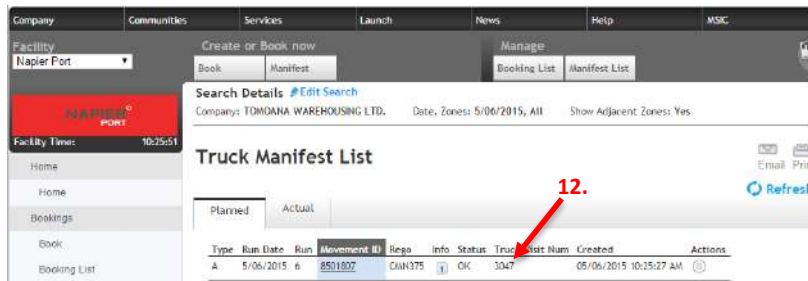 Company Communities Services Launch News Help MSIC
Facility
Napier Port
Create or Book now
Book Manifest
Manage
Booking List Manifest List
Search Details Edit Search
Company: TOMOANA WAREHOUSING LTD. Date, Zones: 5/06/2015, All Show Adjacent Zones: Yes
NAPIER PORT
Facility Time: 10:25:51
Home
Home
Bookings
Book
Booking List
Truck Manifest List
Email
Refresh
12.
Planned Actual
Type Run Date Run Movement ID Rego Info Status Truck Visit Num Created Actions
A 5/06/2015 6 8501807 CMN375 1 OK 3047 05/06/2015 10:25:27 AM